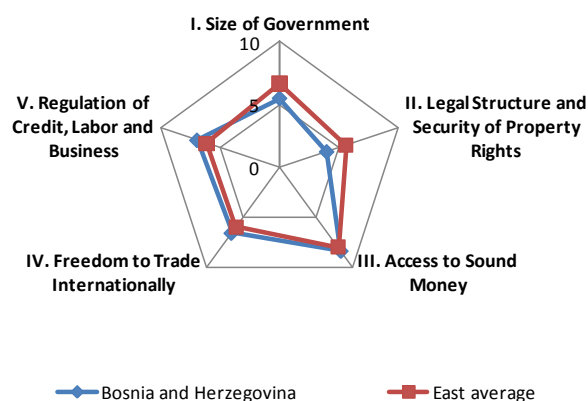 I. Size of Government
10
5
0
II. Legal Structure and
Security of Property
Rights
III. Access to Sound
Money
IV. Freedom to Trade
Internationally
V. Regulation of
Credit, Labor and
Business
Bosnia and Herzegovina
East average